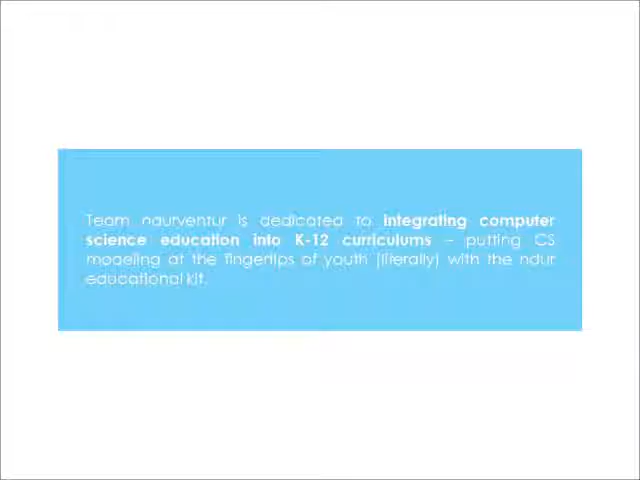 Team ndurventur is dedicated to integrating computer
science education into K-12 curriculums – putting CS
modeling at the fingertips of youth (literally) with the ndur
educational kit.